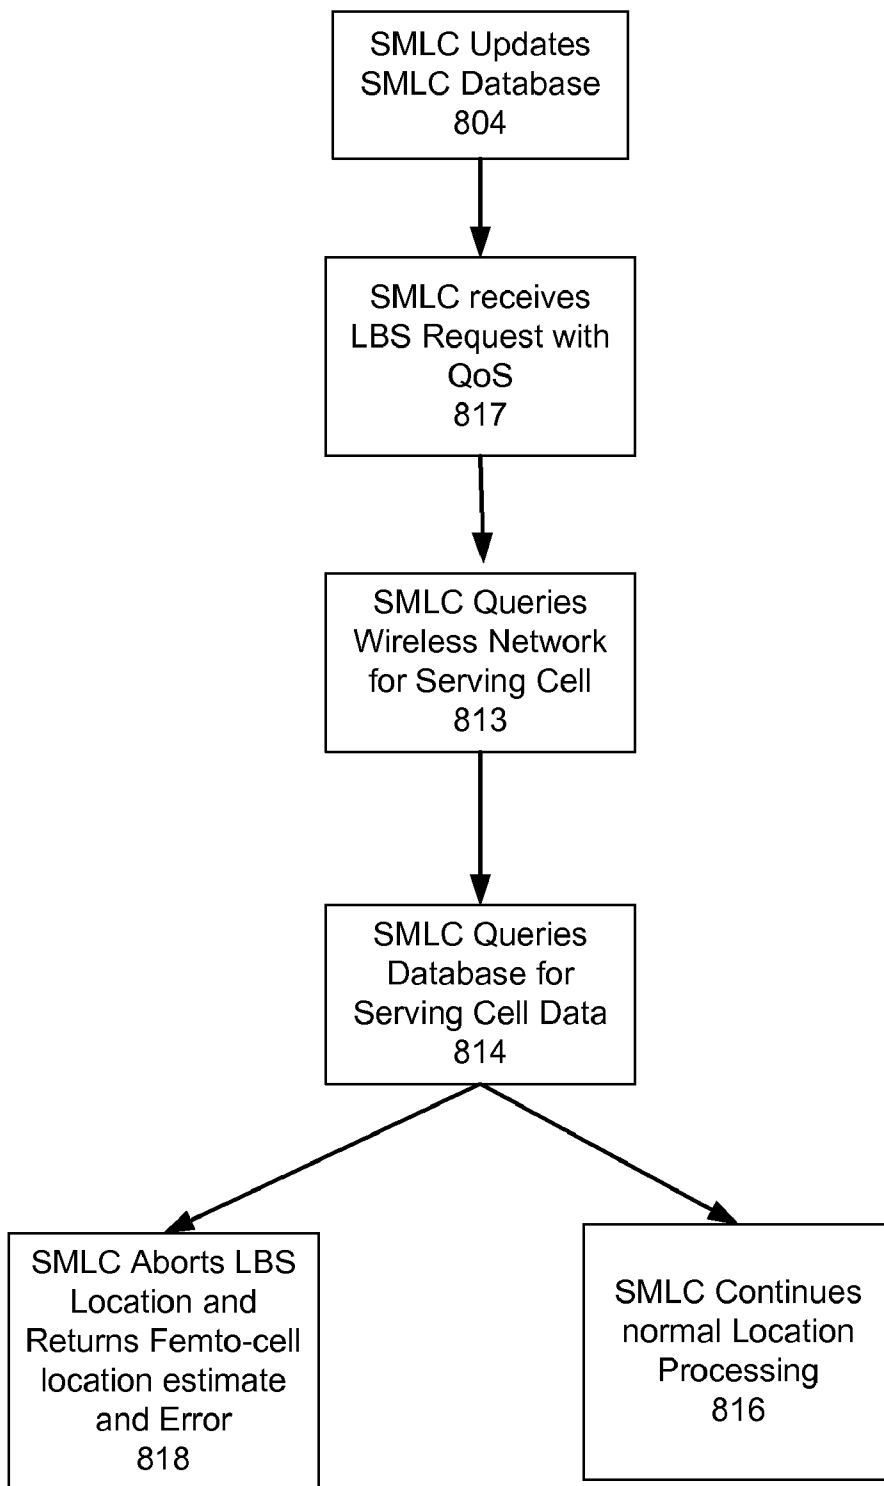 SMLC Updates
SMLC Database
804
SMLC receives
LBS Request with
QoS
817
SMLC Queries
Wireless Network
for Serving Cell
813
SMLC Queries
Database for
Serving Cell Data
814
SMLC Aborts LBS
Location and
Returns Femto-cell
location estimate
and Error
818
SMLC Continues
normal Location
Processing
816